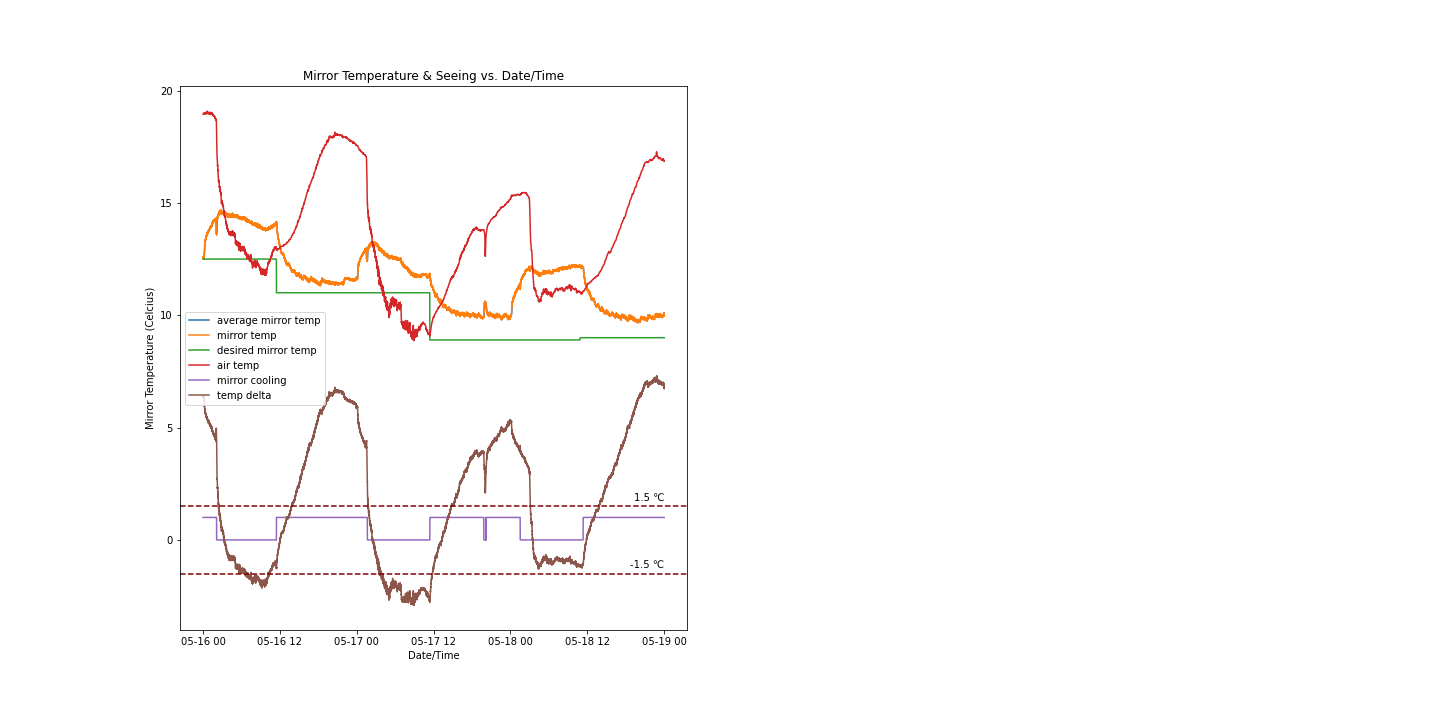 Mirror Temperature & Seeing vs. Date/Time
20
15
10
5
0
Mirror Temperature (Celcius)
average mirror temp
mirror temp
desired mirror temp
air temp
mirror cooling
temp delta
1.5 °C
-1.5 °C
05-16 00 05-16 12 05-17 00 05-17 12 05-18 00 05-18 12 05-19 00
Date/Time